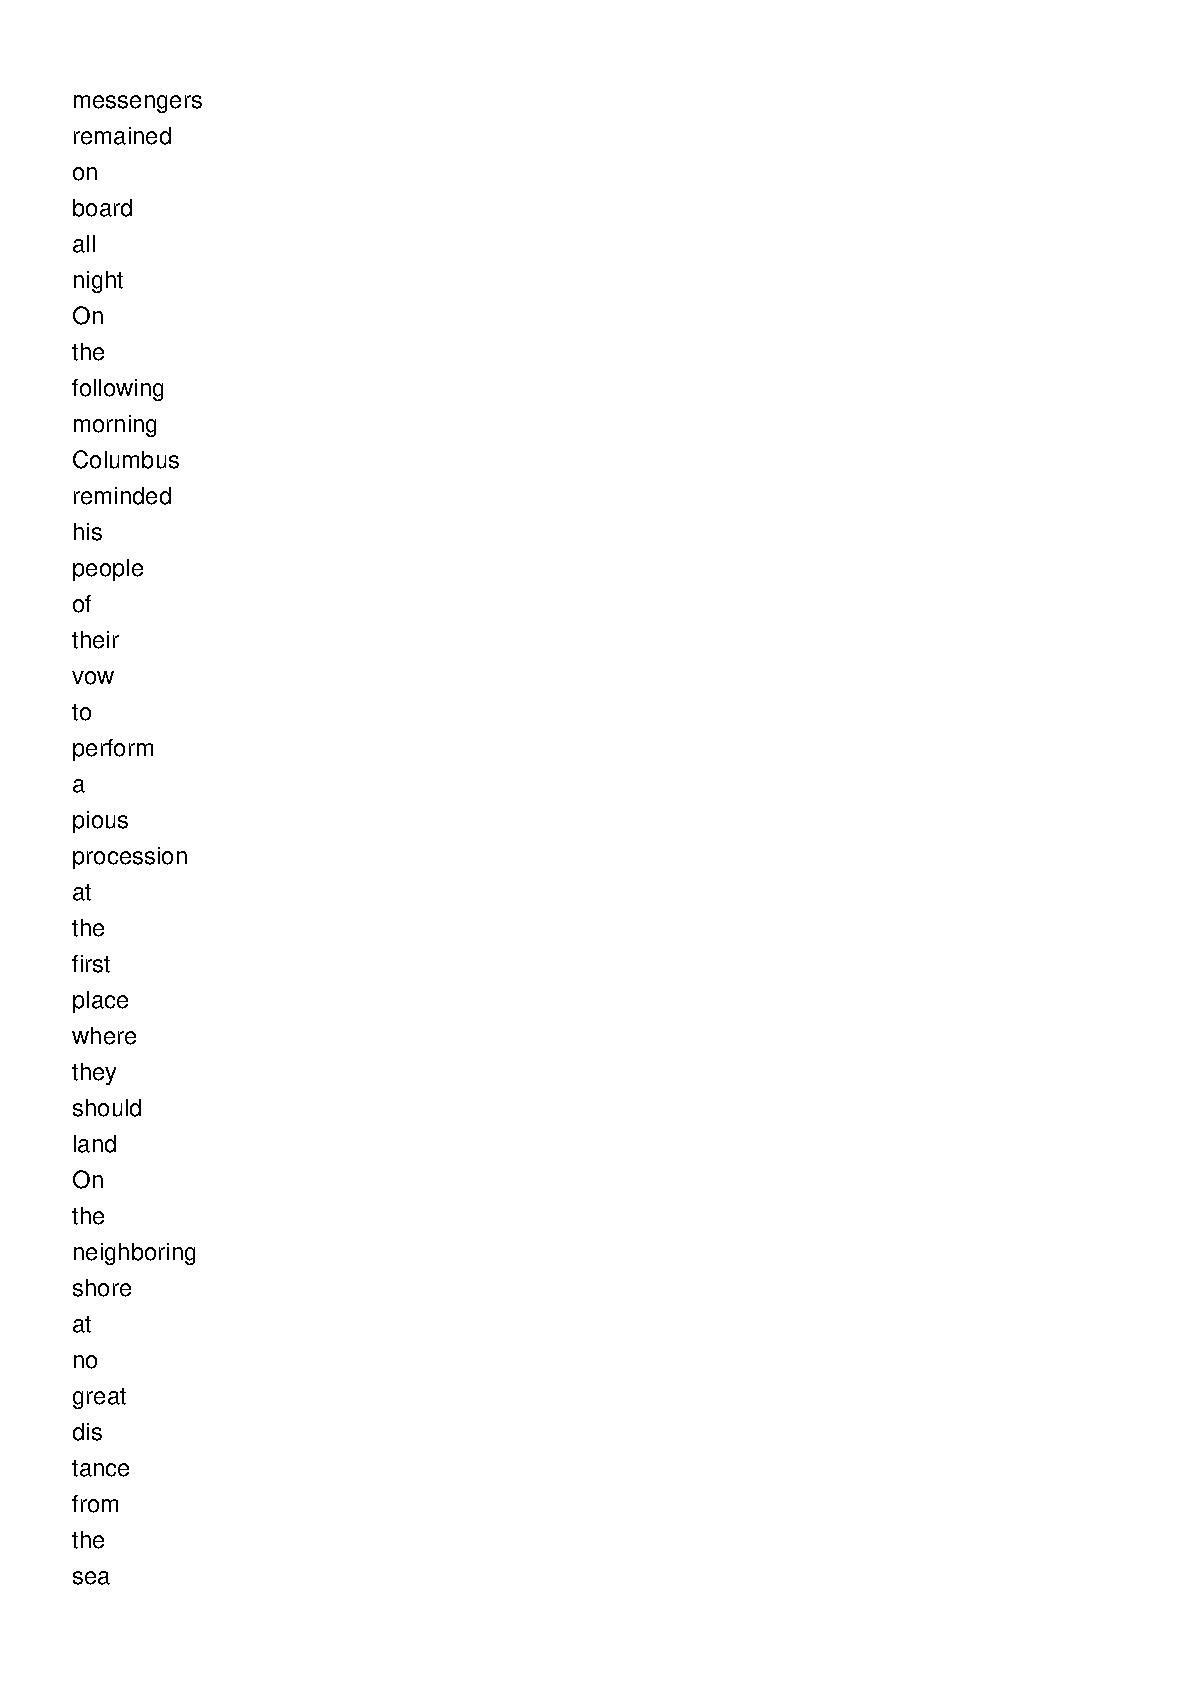 messengers
remained
on
board
all
night
On
the
following
morning
Columbus
reminded
his
people
of
their
vow
to
perform
a
pious
procession
at
the
first
place
where
they
should
land
On
the
neighboring
shore
at
no
great
dis
tance
from
the
sea